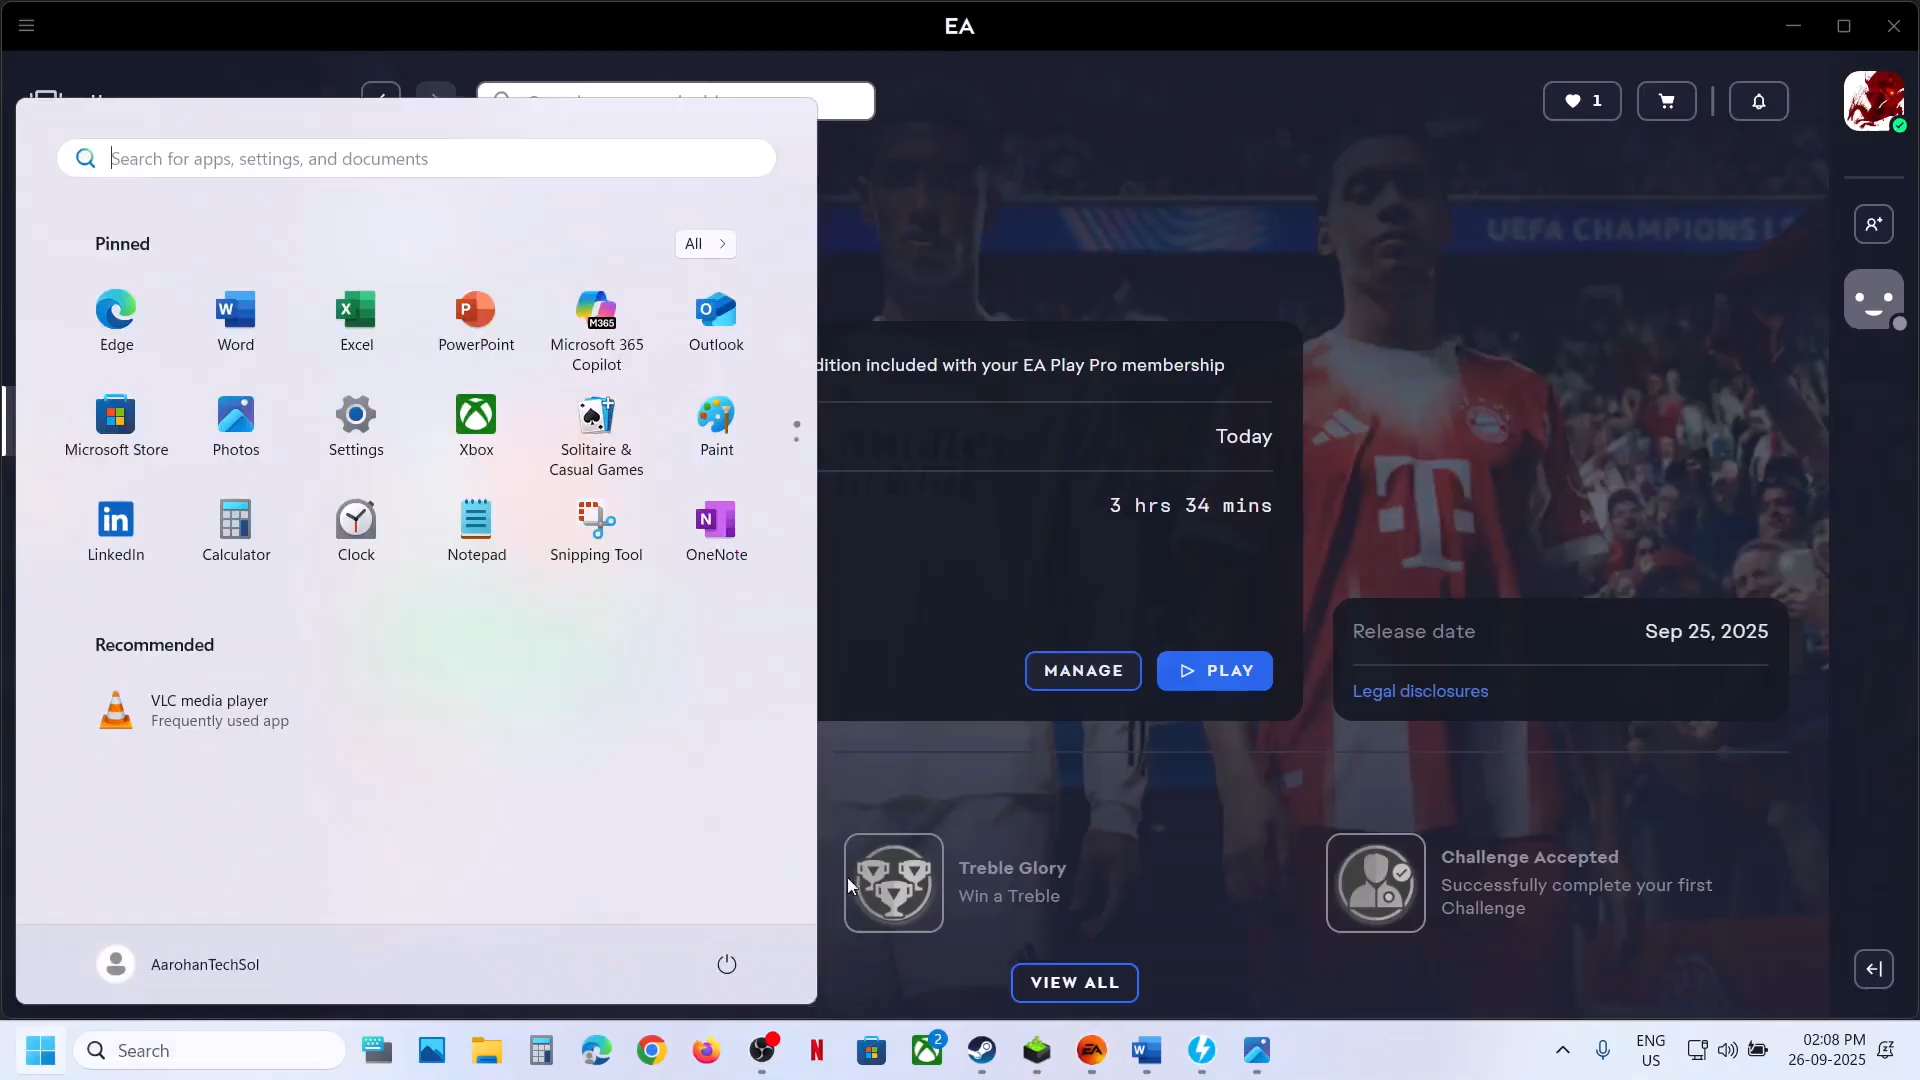 EA
1
Search for apps, settings, and documents
Pinned
All
Edge
Word
Excel
PowerPoint
Microsoft 365
Copilot
Outlook
Microsoft Store
Photos
Settings
Xbox
Solitaire &
Casual Games
Paint
LinkedIn
Calculator
Clock
Notepad
Snipping Tool
OneNote
Recommended
VLC media player
Frequently used app
AarohanTechSol
UEFA CHAMPIONS L
dition included with your EA Play Pro membership
Today
3 hrs 34 mins
MANAGE
PLAY
Release date
Sep 25, 2025
Legal disclosures
Treble Glory
Win a Treble
Challenge Accepted
Successfully complete your first
Challenge
VIEW ALL
Search
2
ENG
US
02:08 PM
26-09-2025